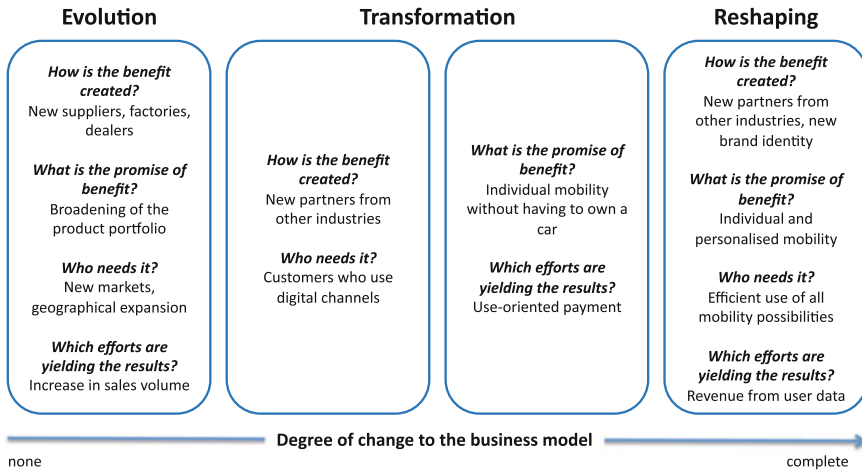 Evolution
Transformation
Reshaping
How is the benefit
created?
New suppliers, factories,
dealers
What is the promise of
benefit?
Broadening of the
product portfolio
Who needs it?
New markets,
geographical expansion
Which efforts are
yielding the results?
Increase in sales volume
How is the benefit
created?
New partners from
other industries
Who needs it?
Customers who use
digital channels
What is the promise of
benefit?
Individual mobility
without having to own a
car
Which efforts are
yielding the results?
Use-oriented payment
How is the benefit
created?
New partners from
other industries, new
brand identity
What is the promise of
benefit?
Individual and
personalised mobility
Who needs it?
Efficient use of all
mobility possibilities
Which efforts are
yielding the results?
Revenue from user data
Degree of change to the business model
none
complete